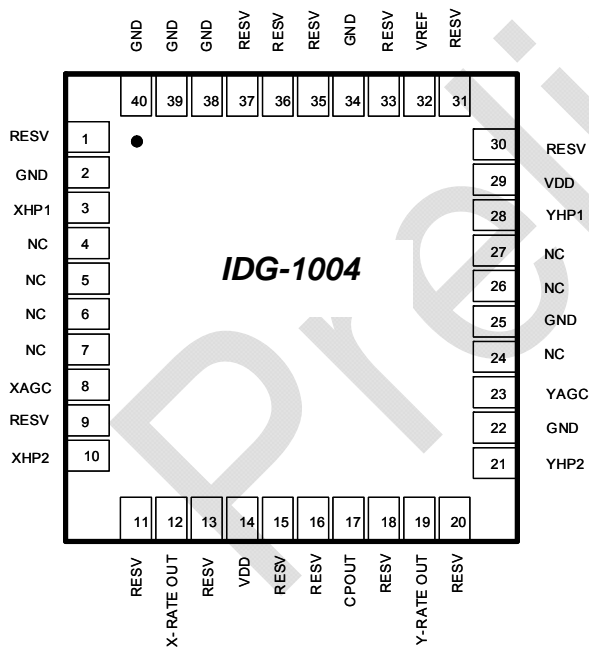 GND GND GND RESV RESV RESV GND RESV VREF RESV
40 39 38 37 36 35 34 33 32 31
RESV 1
GND 2
XHP1 3
NC 4
NC 5
NC 6
NC 7
XAGC 8
RESV 9
XHP2 10
IDG-1004
30 RESV
29 VDD
28 YHP1
27 NC
26 NC
25 GND
24 NC
23 YAGC
22 GND
21 YHP2
11 12 13 14 15 16 17 18 19 20
RESV X-RATE OUT RESV VDD RESV RESV CPOUT RESV Y-RATE OUT RESV
Preli